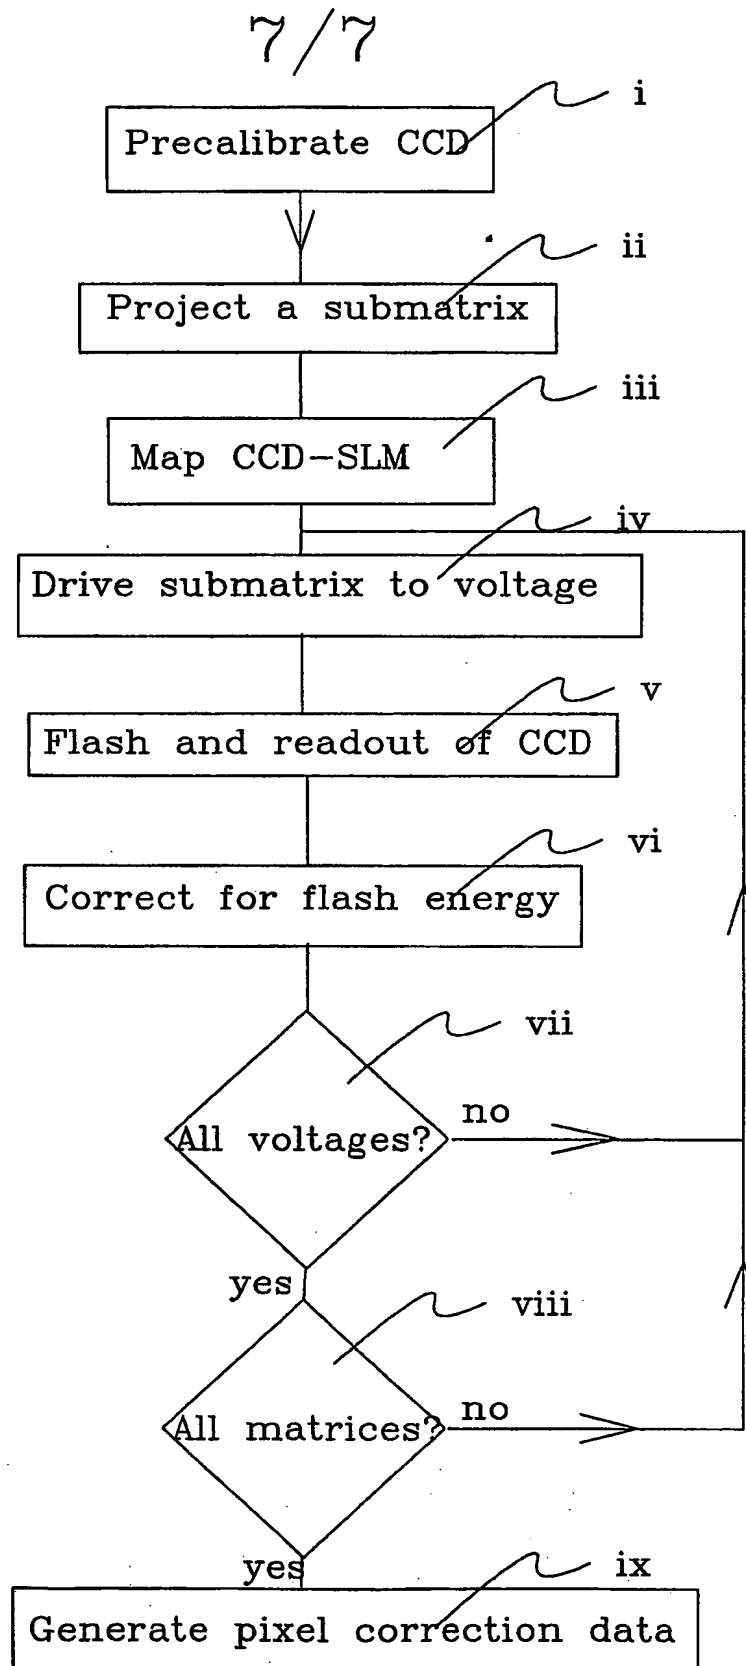 7/7
i
Precalibrate CCD
ii
Project a submatrix
iii
Map CCD-SLM
iv
Drive submatrix to voltage
v
Flash and readout of CCD
vi
Correct for flash energy
vii
no
All voltages?
yes
viii
no
All matrices?
yes
ix
Generate pixel correction data